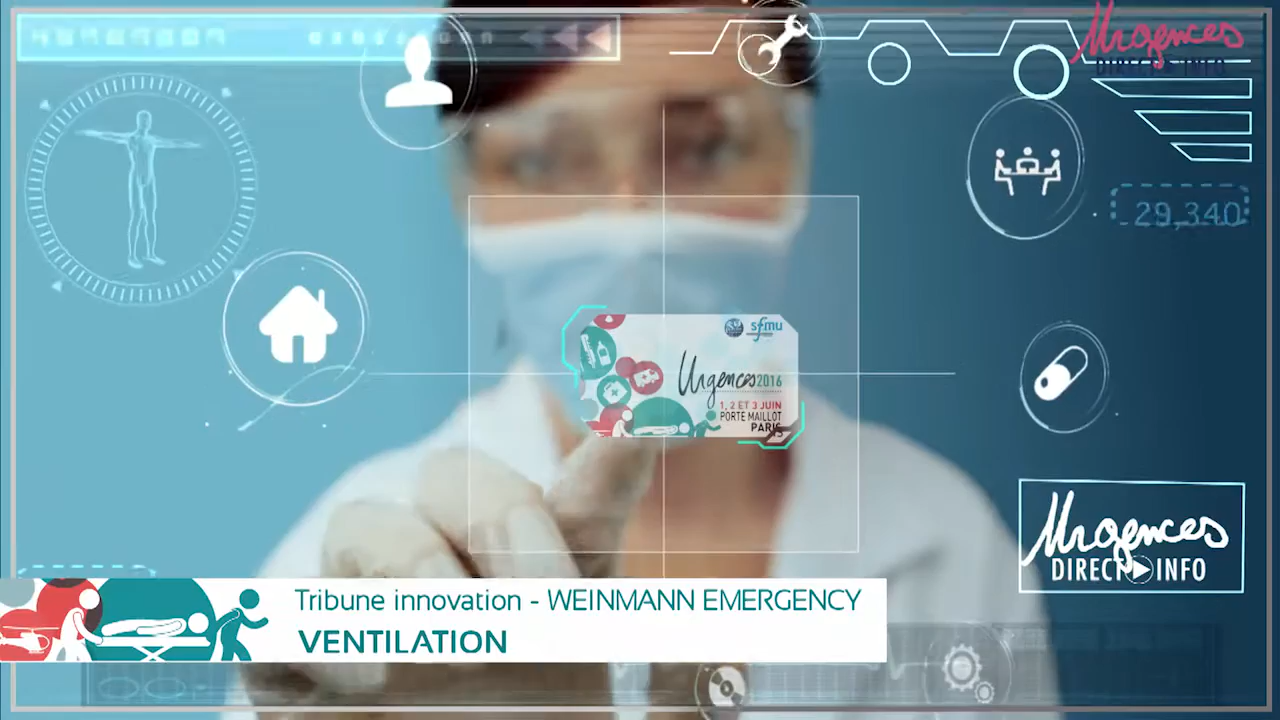 Urgences
DIRECT INFO
29,340
sfmu
Urgences2016
1, 2 ET 3 JUIN
PORTE MAILLOT
PARIS
Urgences
DIRECT INFO
Tribune innovation - WEINMANN EMERGENCY
VENTILATION